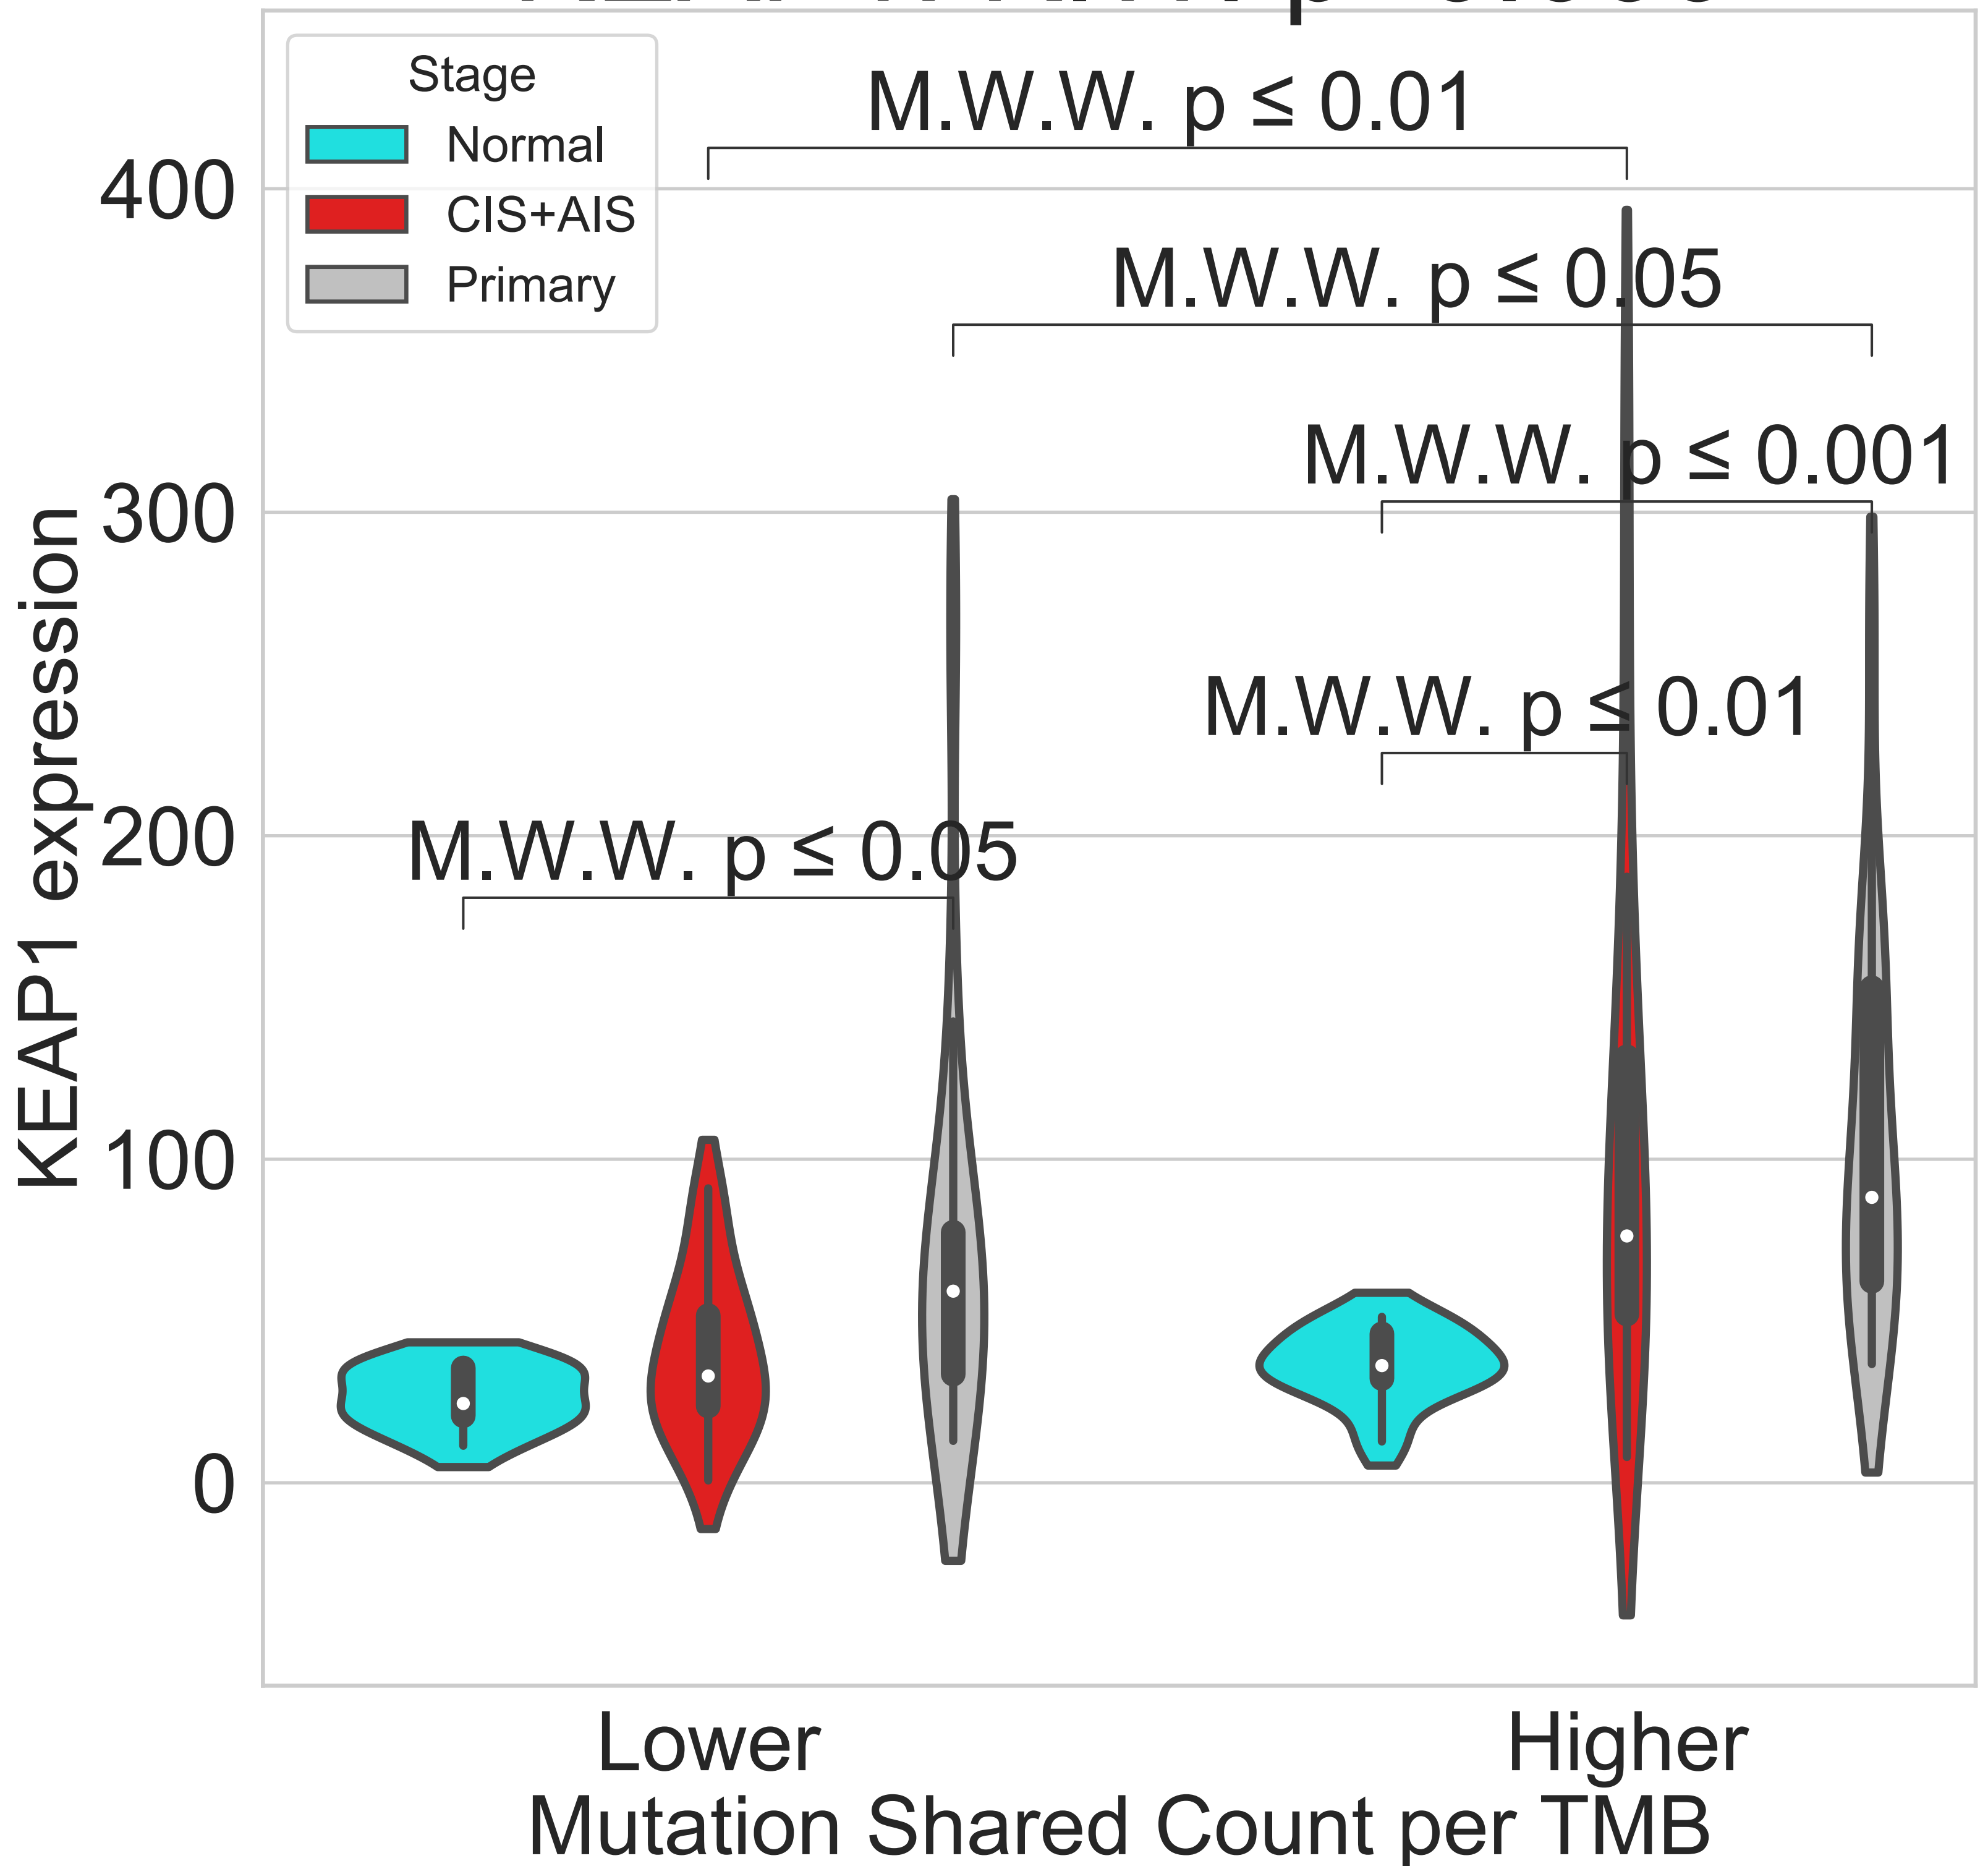 Stage
Normal
CIS+AIS
Primary
M.W.W. p ≤ 0.01
M.W.W. p ≤ 0.05
M.W.W. p ≤ 0.001
M.W.W. p ≤ 0.01
M.W.W. p ≤ 0.05
400
300
200
100
0
KEAP1 expression
Lower
Higher
Mutation Shared Count per TMB